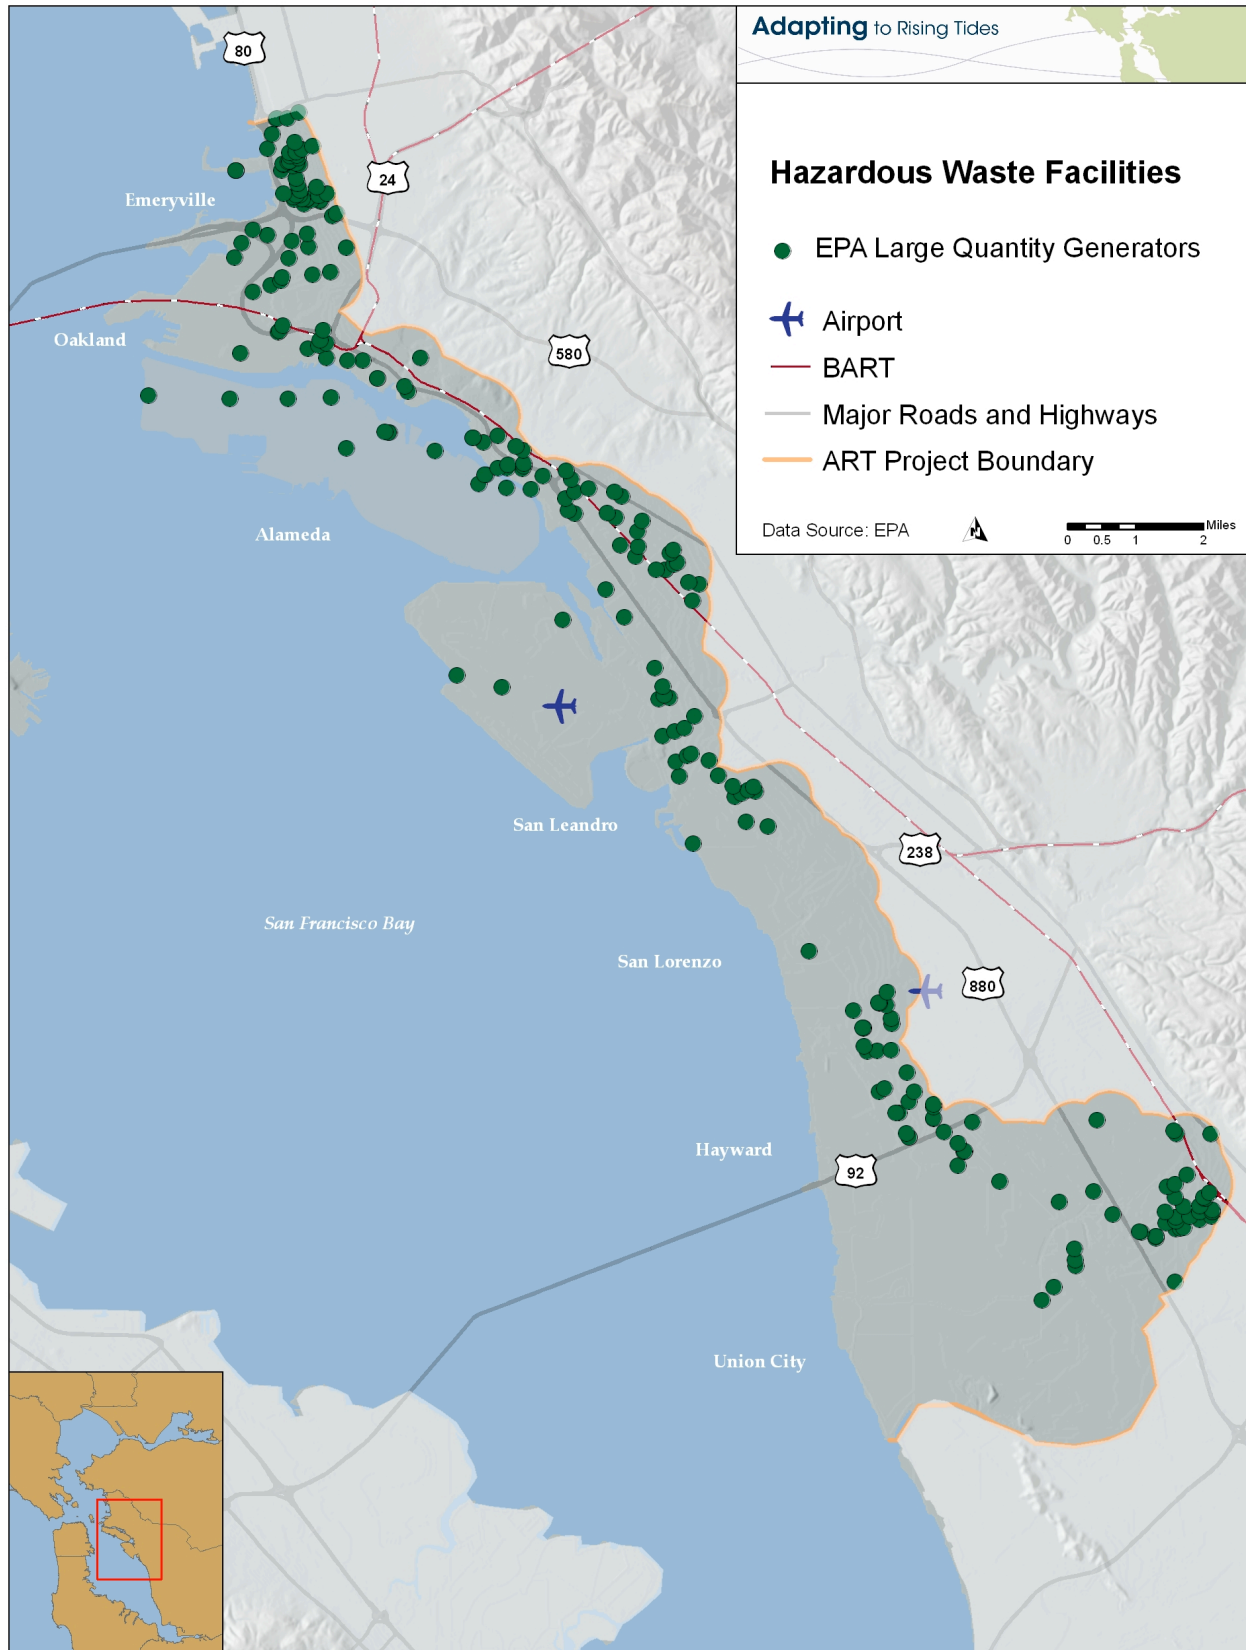 Adapting to Rising Tides
Hazardous Waste Facilities
EPA Large Quantity Generators
Airport
BART
Major Roads and Highways
ART Project Boundary
Data Source: EPA
N
Miles
0 0.5 1 2
80
24
Emeryville
Oakland
580
Alameda
San Leandro
238
San Francisco Bay
San Lorenzo
880
Hayward
92
Union City